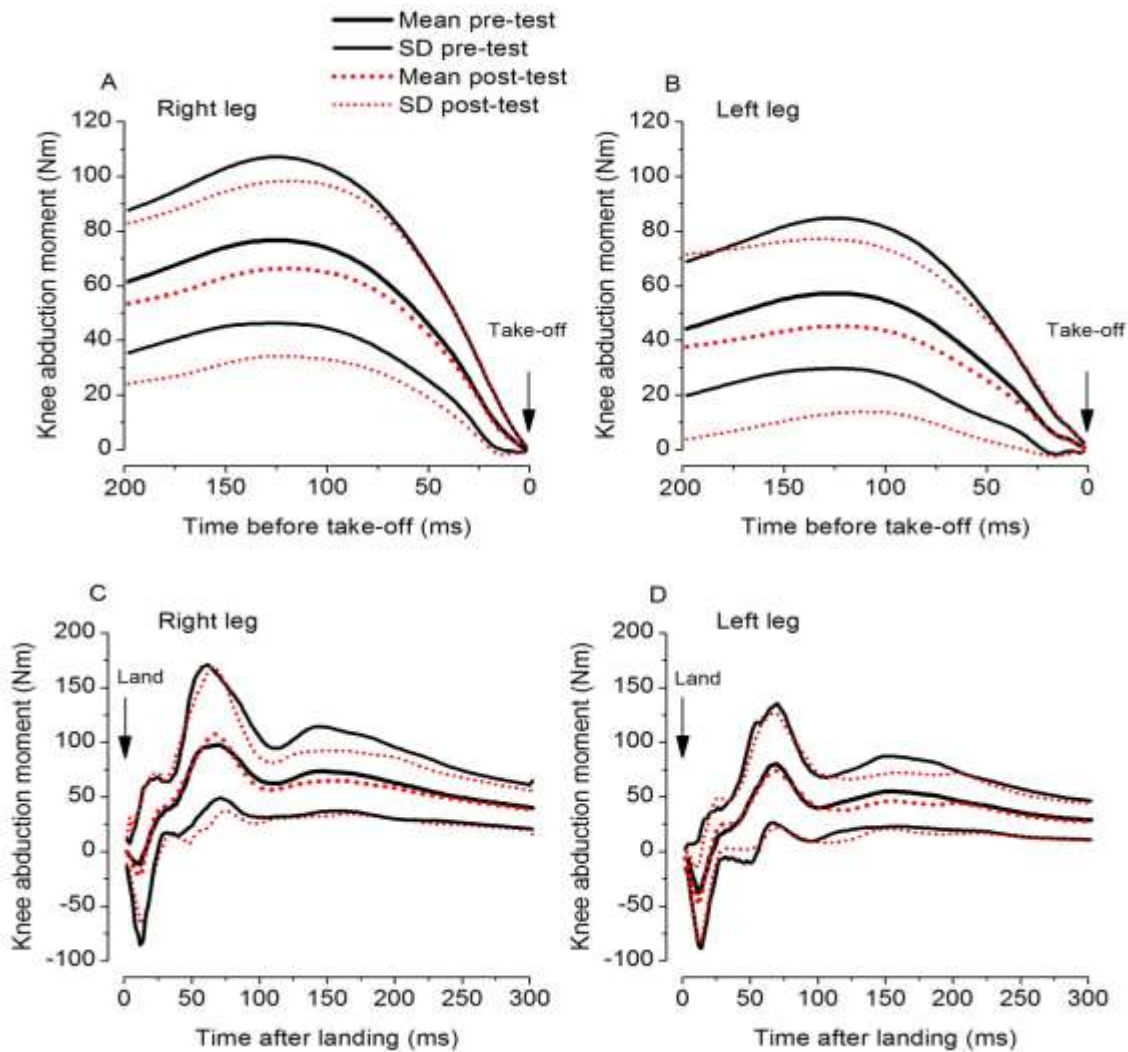 Mean pre-test
SD pre-test
Mean post-test
SD post-test
A
Right leg
Knee abduction moment (Nm)
120
100
80
60
40
20
0
Take-off
200
150
100
50
0
Time before take-off (ms)
B
Left leg
Knee abduction moment (Nm)
120
100
80
60
40
20
0
Take-off
200
150
100
50
0
Time before take-off (ms)
C
Right leg
Knee abduction moment (Nm)
200
150
100
50
0
-50
-100
Land
0
50
100
150
200
250
300
Time after landing (ms)
D
Left leg
Knee abduction moment (Nm)
200
150
100
50
0
-50
-100
Land
0
50
100
150
200
250
300
Time after landing (ms)